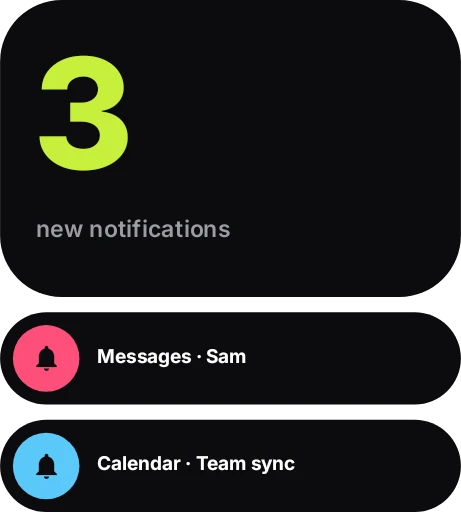 3
new notifications
Messages · Sam
Calendar · Team sync